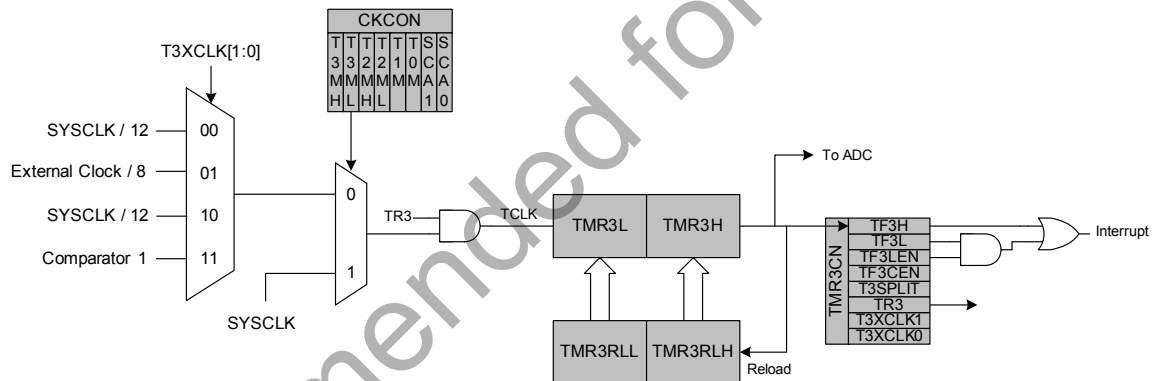 CKCON
T3MH T3ML T2MH T2ML T1M T0M SCA1 SCA0
T3XCLK[1:0]
SYSCLK / 12
00
External Clock / 8
01
SYSCLK / 12
10
Comparator 1
11
0
1
SYSCLK
TR3
TCLK
TMR3L
TMR3H
To ADC
TMR3RLL
TMR3RLH
Reload
TMR3CN
TF3H
TF3L
TF3LEN
TF3CEN
T3SPLIT
TR3
T3XCLK1
T3XCLK0
Interrupt
mended for